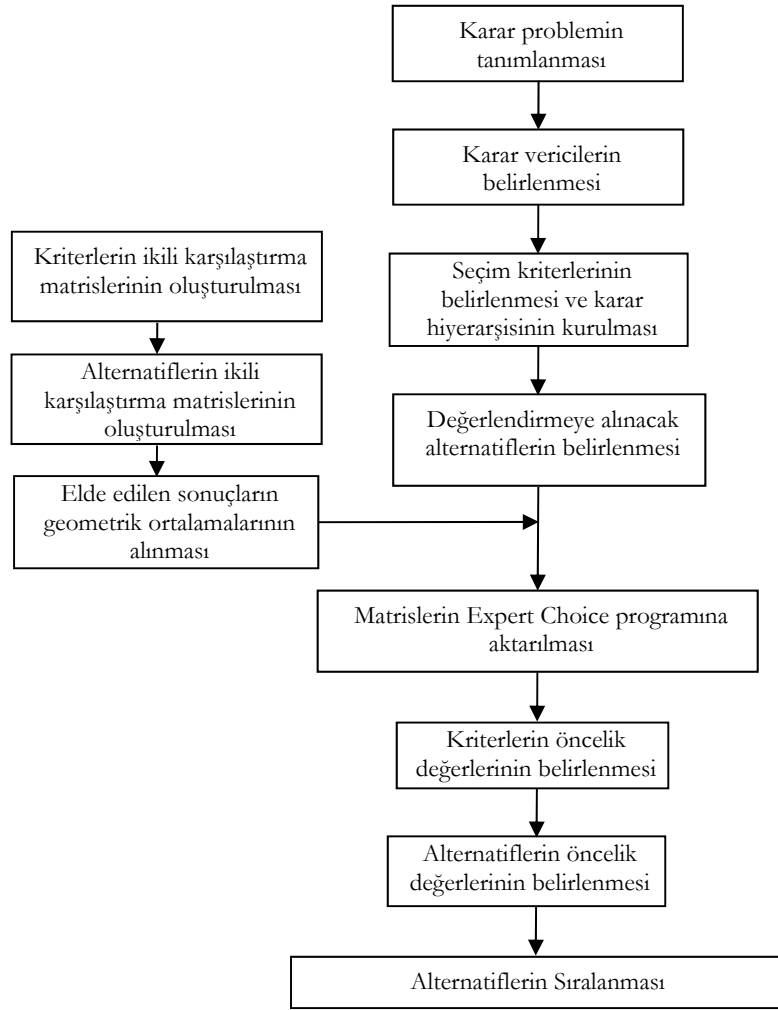 Karar problemin
tanımlanması
Karar vericilerin
belirlenmesi
Seçim kriterlerinin
belirlenmesi ve karar
hiyerarşisinin kurulması
Değerlendirmeye alınacak
alternatiflerin belirlenmesi
Kriterlerin ikili karşılaştırma
matrislerinin oluşturulması
Alternatiflerin ikili
karşılaştırma matrislerinin
oluşturulması
Elde edilen sonuçların
geometrik ortalamalarının
alınması
Matrislerin Expert Choice programına
aktarılması
Kriterlerin öncelik
değerlerinin belirlenmesi
Alternatiflerin öncelik
değerlerinin belirlenmesi
Alternatiflerin Sıralanması